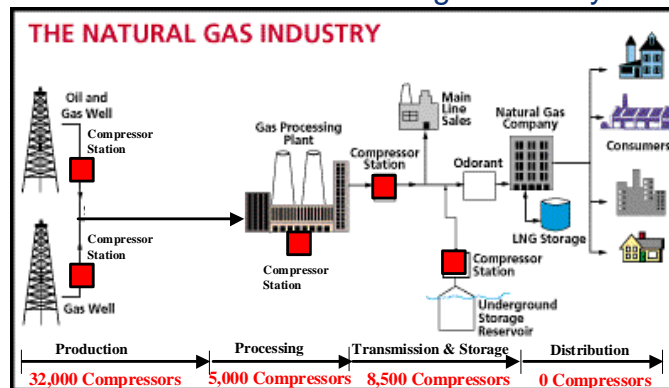 THE NATURAL GAS INDUSTRY
Oil and
Gas Well
Compressor
Station
Compressor
Station
Gas Well
Gas Processing
Plant
Compressor
Station
Compressor
Station
Main
Line
Sales
Odorant
Natural Gas
Company
LNG Storage
Consumers
Compressor
Station
Underground
Storage
Reservoir
Production
Processing
Transmission & Storage
Distribution
32,000 Compressors
5,000 Compressors
8,500 Compressors
0 Compressors